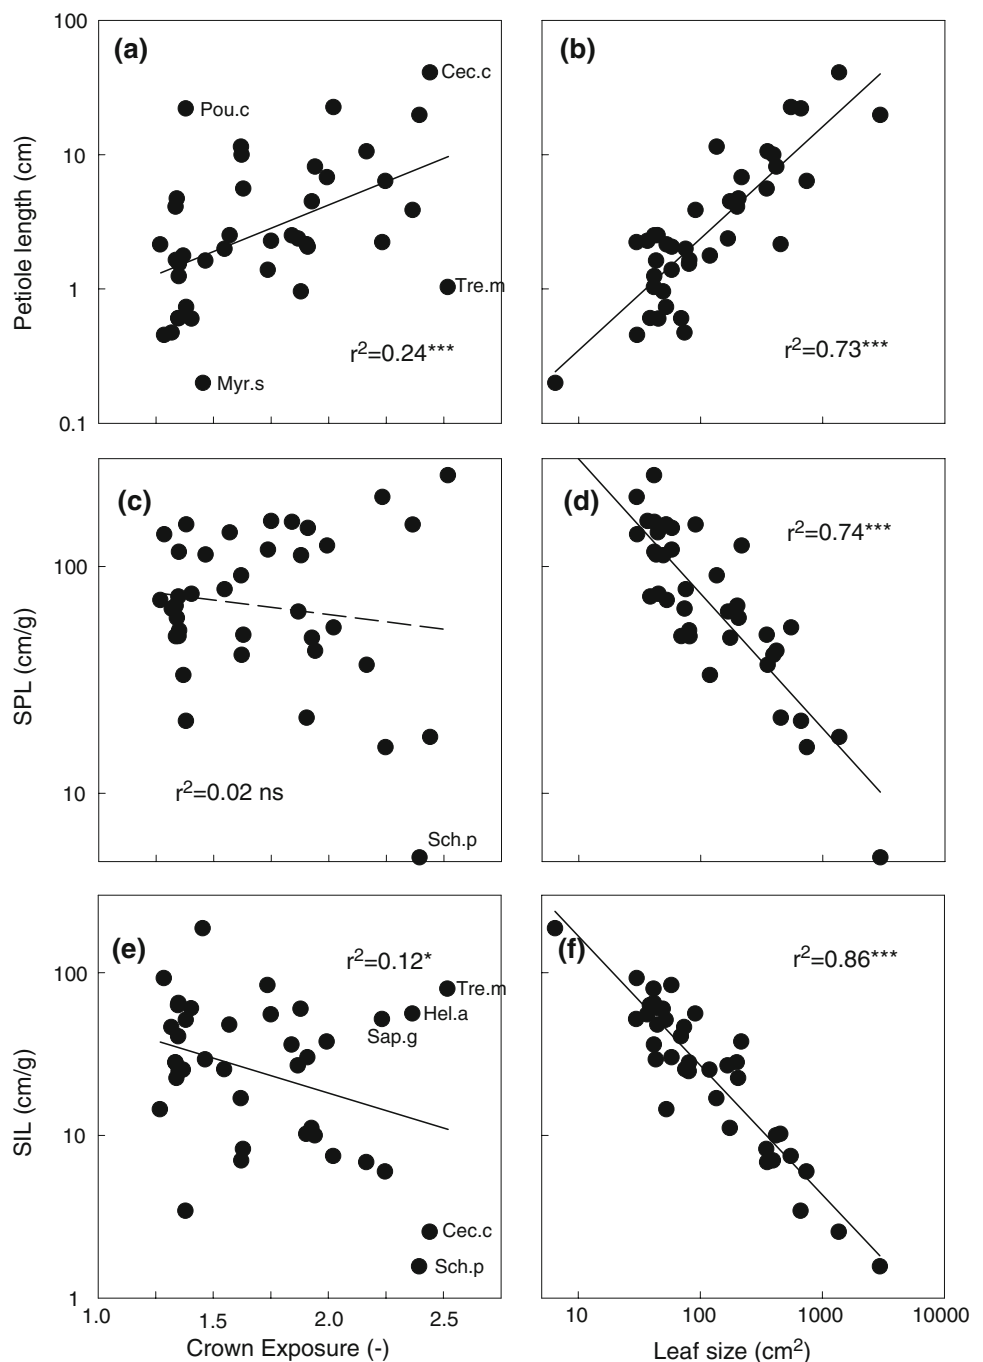 100
(a)
(b)
Cec.c
Pou.c
10
Petiole length (cm)
1
Tre.m
r²=0.24***
r²=0.73***
Myr.s
0.1
(c)
(d)
r²=0.74***
100
SPL (cm/g)
r²=0.02 ns
10
Sch.p
(e)
(f)
r²=0.12*
r²=0.86***
100
Tre.m
Hel.a
Sap.g
SIL (cm/g)
10
Cec.c
Sch.p
1
1.0 1.5 2.0 2.5
10 100 1000 10000
Crown Exposure (-)
Leaf size (cm²)